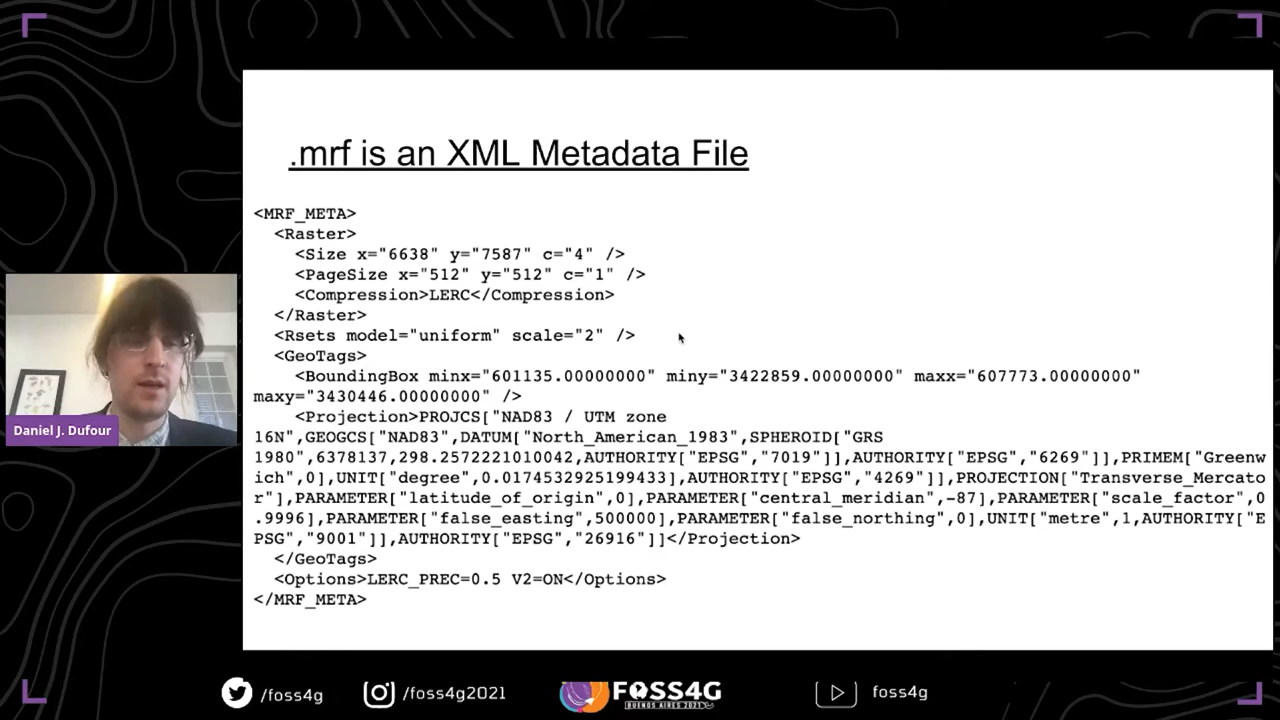 .mrf is an XML Metadata File
<MRF_META>
<Raster>
<Size x="6638" y="7587" c="4" />
<PageSize x="512" y="512" c="1" />
<Compression>LERC</Compression>
</Raster>
<Rsets model="uniform" scale="2" />
<GeoTags>
<BoundingBox minx="601135.00000000" miny="3422859.00000000" maxx="607773.00000000"
maxy="3430446.00000000" />
<Projection>PROJCS["NAD83 / UTM zone
16N",GEOGCS["NAD83",DATUM["North_American_1983",SPHEROID["GRS
1980",6378137,298.2572221010042,AUTHORITY["EPSG","7019"]],AUTHORITY["EPSG","6269"]],PRIMEM["Greenw
ich",0],UNIT["degree",0.0174532925199433],AUTHORITY["EPSG","4269"]],PROJECTION["Transverse_Mercato
r"],PARAMETER["latitude_of_origin",0],PARAMETER["central_meridian",-87],PARAMETER["scale_factor",0
.9996],PARAMETER["false_easting",500000],PARAMETER["false_northing",0],UNIT["metre",1,AUTHORITY["E
PSG","9001"]],AUTHORITY["EPSG","26916"]]</Projection>
</GeoTags>
<Options>LERC_PREC=0.5 V2=ON</Options>
</MRF_META>
Daniel J. Dufour
/foss4g
/foss4g2021
FOSS4G
BUENOS AIRES 2021
foss4g